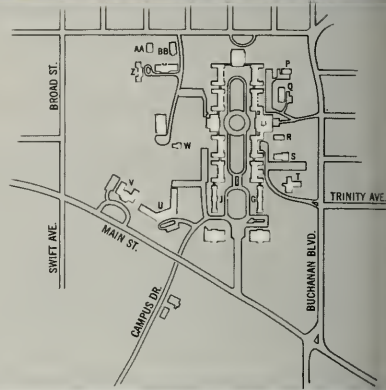 AA
BB
P
Z
Q
BROAD ST.
R
W
S
T
V
TRINITY AVE.
U
J
G
SWIFT AVE.
MAIN ST.
BUCHANAN BLVD.
CAMPUS DR.